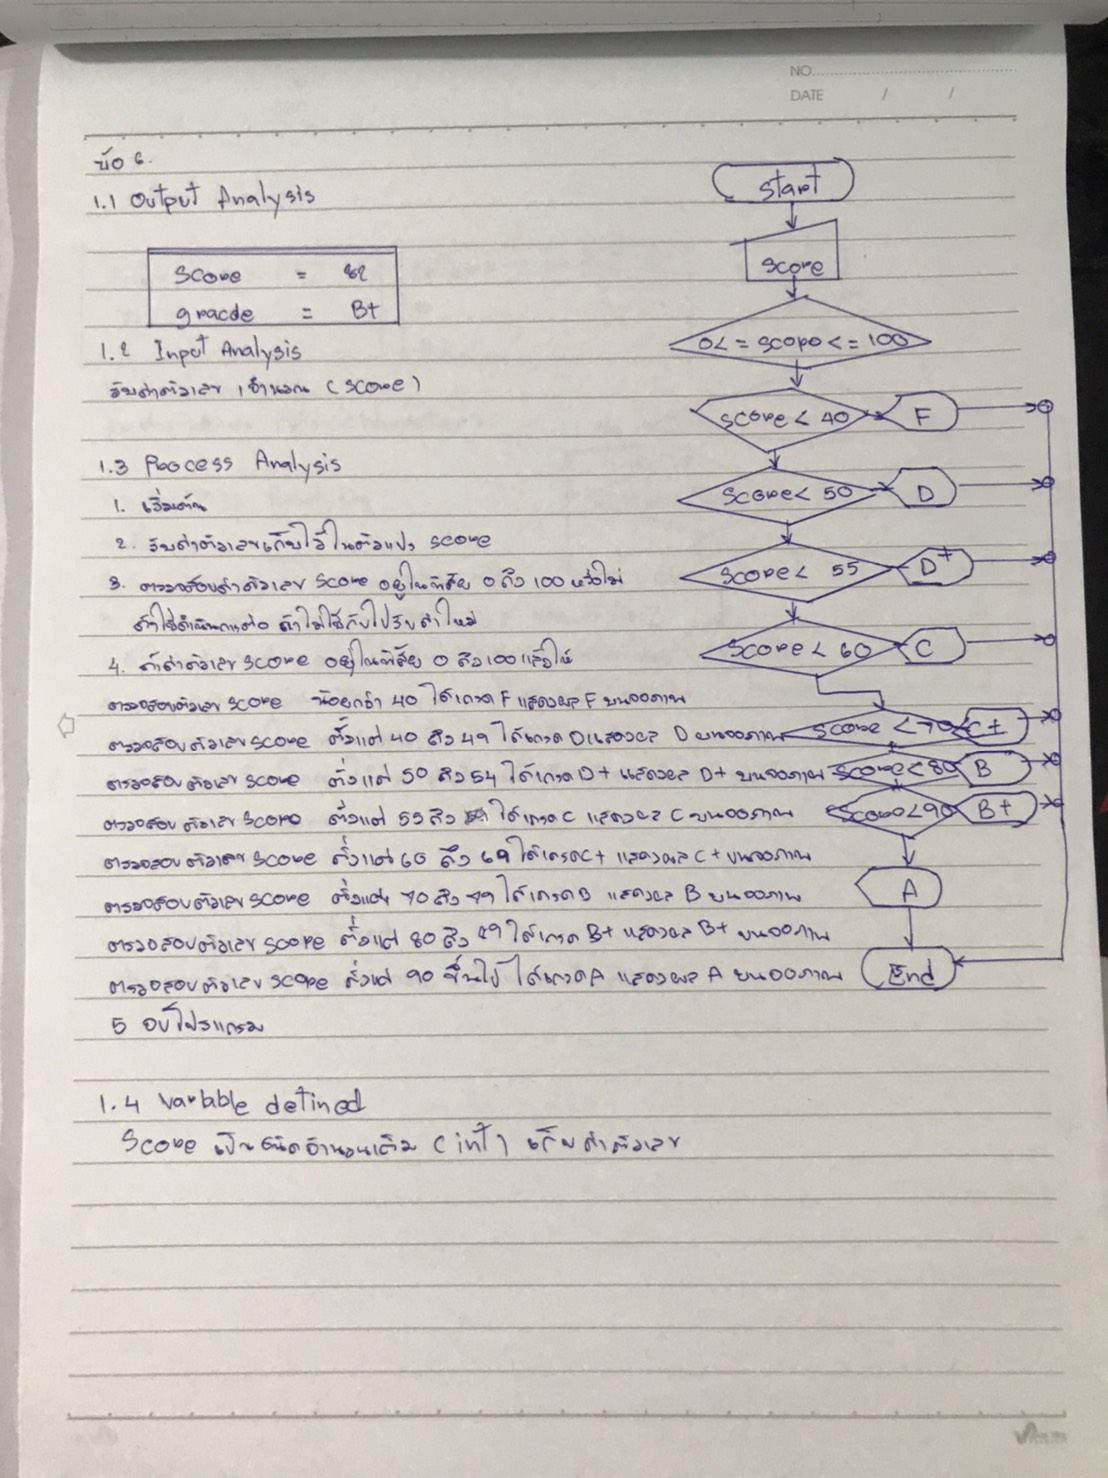 NO.
DATE / /
ข้อ 6.
1.1 Output Analysis
Score = 82
gracde = B+
1.2 Input Analysis
รับค่าตัวเลข 1 จำนวน (score)
1.3 Process Analysis
1. เริ่มต้น
2. รับค่าตัวเลขเก็บไว้ในตัวแปร score
3. ตรวจสอบค่าตัวเลข score อยู่ในพิสัย 0 ถึง 100 หรือไม่
ถ้าใช่ดำเนินการต่อ ถ้าไม่ใช่กลับไปรับค่าใหม่
4. ถ้าค่าตัวเลข score อยู่ในพิสัย 0 ถึง 100 แล้วให้
ตรวจสอบตัวเลข score น้อยกว่า 40 ได้เกรด F แสดงผล F บนจอภาพ
ตรวจสอบตัวเลข score ตั้งแต่ 40 ถึง 49 ได้เกรด D แสดงผล D บนจอภาพ
ตรวจสอบตัวเลข score ตั้งแต่ 50 ถึง 54 ได้เกรด D+ แสดงผล D+ บนจอภาพ
ตรวจสอบตัวเลข score ตั้งแต่ 55 ถึง ได้เกรด C แสดงผล C บนจอภาพ
ตรวจสอบตัวเลข score ตั้งแต่ 60 ถึง 69 ได้เกรด C+ แสดงผล C+ บนจอภาพ
ตรวจสอบตัวเลข score ตั้งแต่ 70 ถึง 79 ได้เกรด B แสดงผล B บนจอภาพ
ตรวจสอบตัวเลข score ตั้งแต่ 80 ถึง 89 ได้เกรด B+ แสดงผล B+ บนจอภาพ
ตรวจสอบตัวเลข score ตั้งแต่ 90 ขึ้นไป ได้เกรด A แสดงผล A บนจอภาพ
5 จบโปรแกรม
1.4 Variable defined
Score เป็นชนิดจำนวนเต็ม (int) เก็บค่าตัวเลข
start
score
0< = score < = 100
score < 40
F
score < 50
D
score < 55
D+
score < 60
C
score < 70
C+
score < 80
B
score < 90
B+
A
End